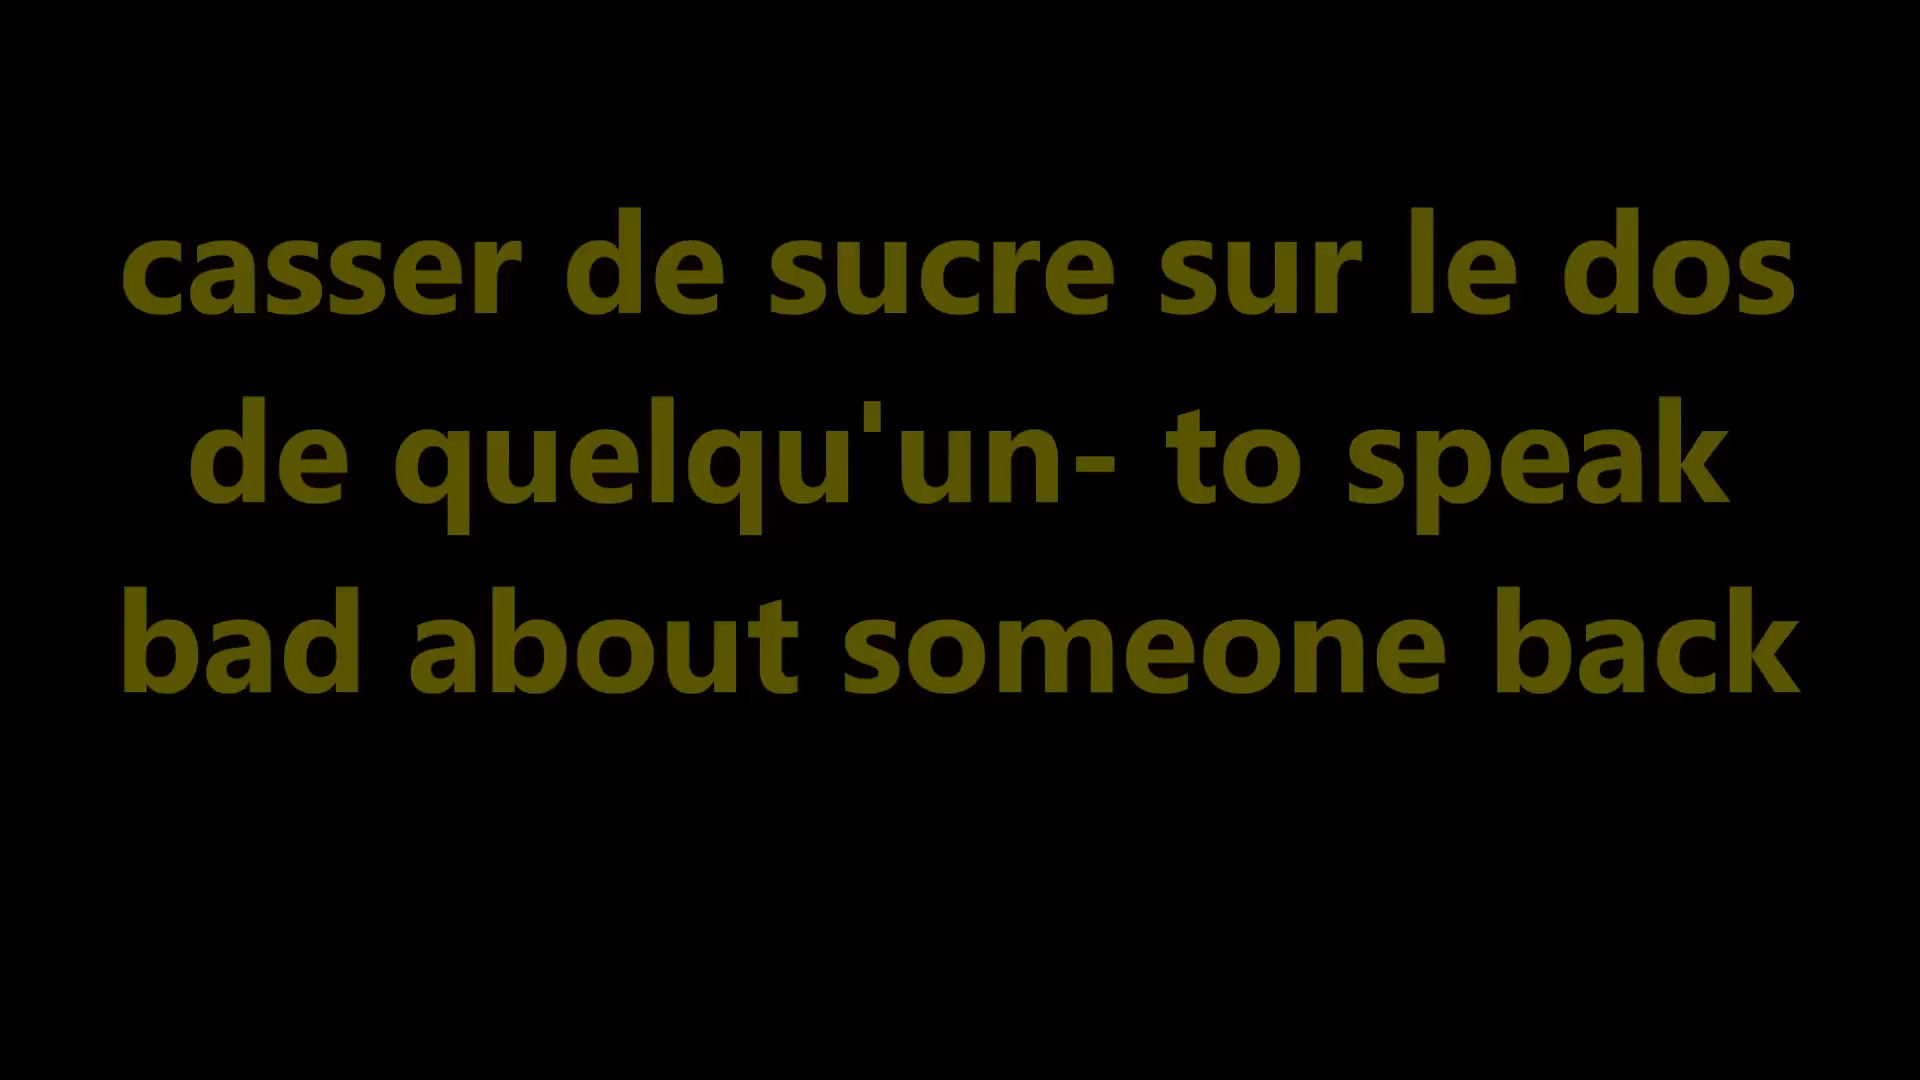 casser de sucre sur le dos
de quelqu'un- to speak
bad about someone back